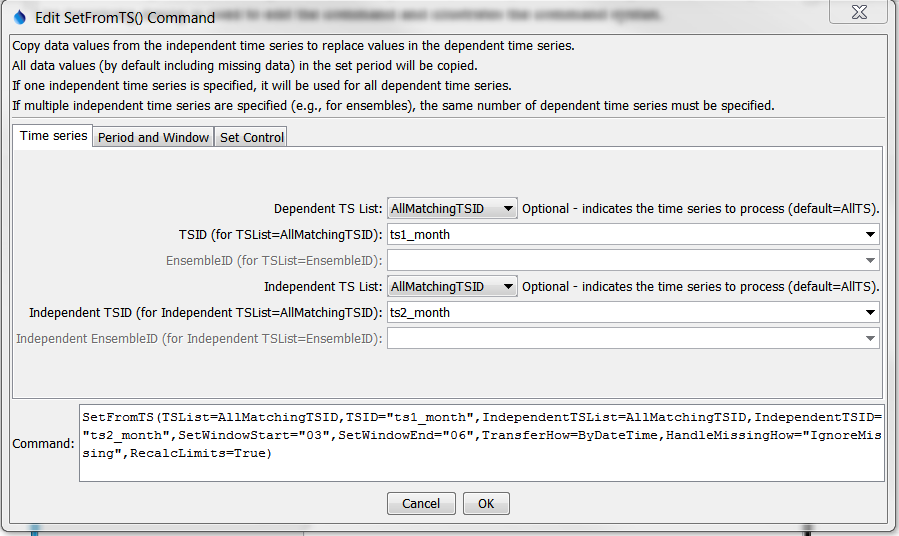 Edit SetFromTS() Command
Copy data values from the independent time series to replace values in the dependent time series.
All data values (by default including missing data) in the set period will be copied.
If one independent time series is specified, it will be used for all dependent time series.
If multiple independent time series are specified (e.g., for ensembles), the same number of dependent time series must be specified.
Time series Period and Window Set Control
Dependent TS List: AllMatchingTSID Optional - indicates the time series to process (default=AllTS).
TSID (for TSList=AllMatchingTSID): ts1_month
EnsembleID (for TSList=EnsembleID):
Independent TS List: AllMatchingTSID Optional - indicates the time series to process (default=AllTS).
Independent TSID (for Independent TSList=AllMatchingTSID): ts2_month
Independent EnsembleID (for Independent TSList=EnsembleID):
SetFromTS(TSList=AllMatchingTSID,TSID="ts1_month",IndependentTSList=AllMatchingTSID,IndependentTSID=
Command: "ts2_month",SetWindowStart="03",SetWindowEnd="06",TransferHow=ByDateTime,HandleMissingHow="IgnoreMis
sing",RecalcLimits=True)
Cancel OK